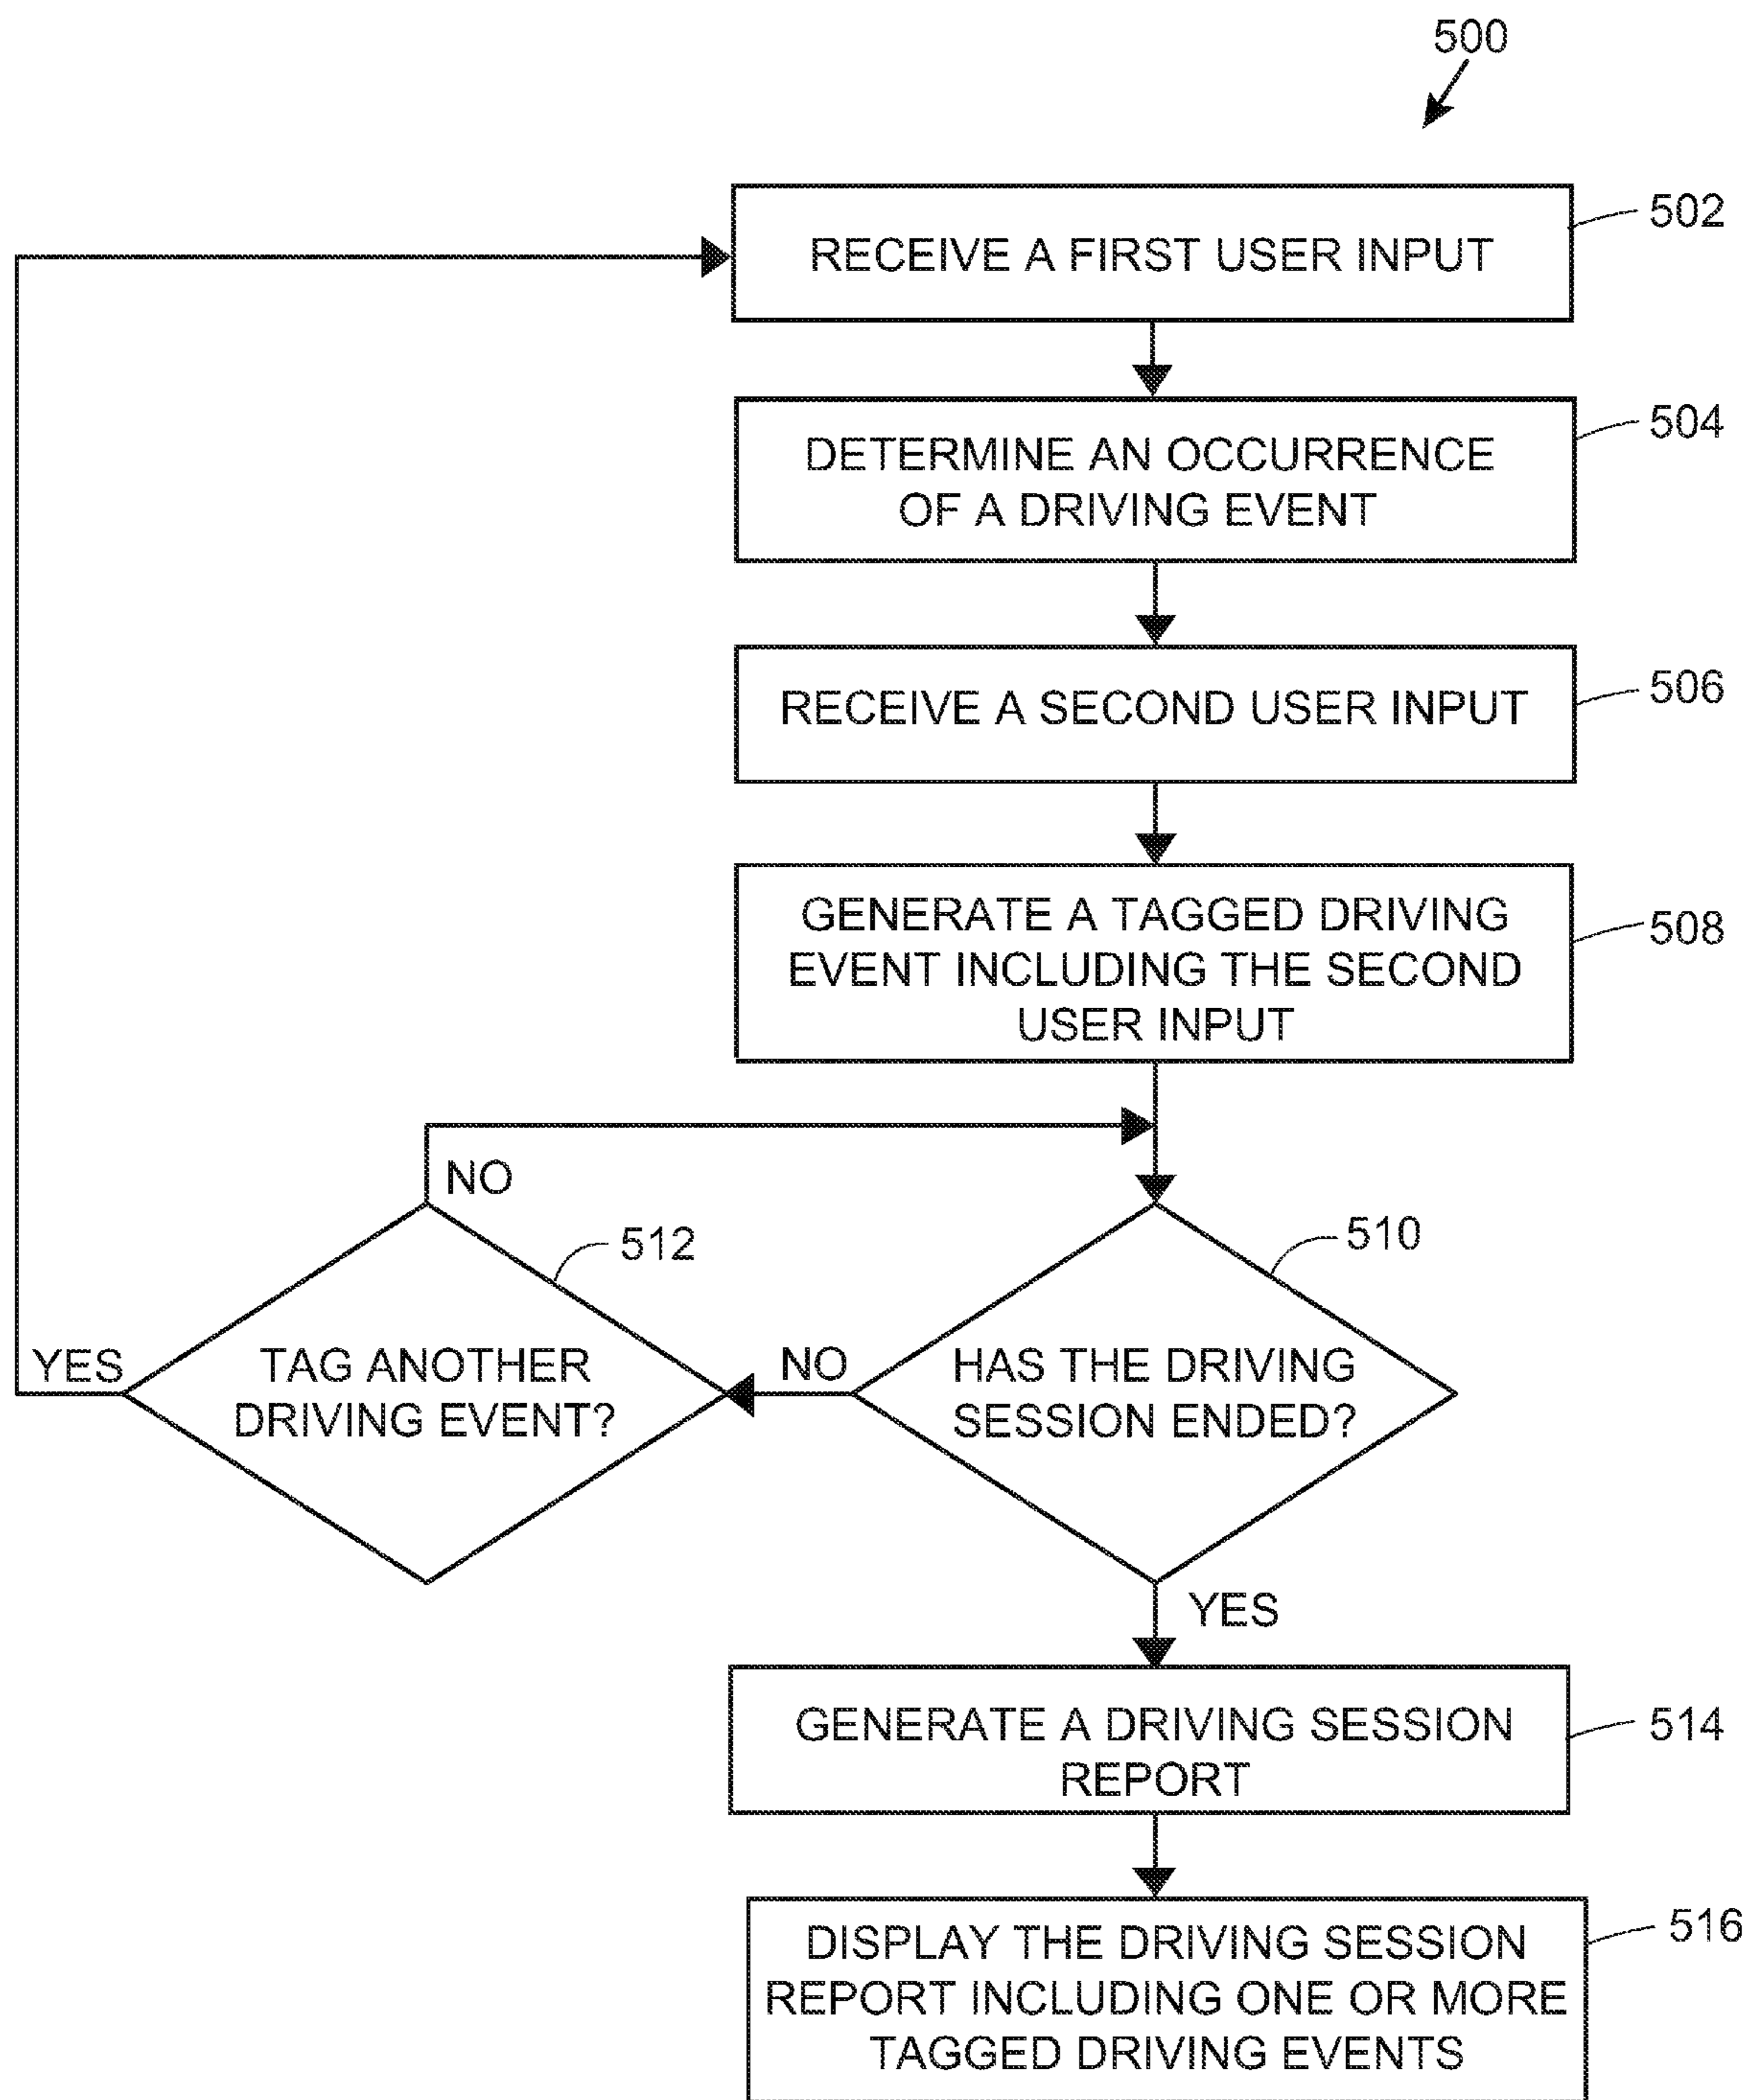 500
RECEIVE A FIRST USER INPUT
502
DETERMINE AN OCCURRENCE
OF A DRIVING EVENT
504
RECEIVE A SECOND USER INPUT
506
GENERATE A TAGGED DRIVING
EVENT INCLUDING THE SECOND
USER INPUT
508
NO
512
510
YES
TAG ANOTHER
DRIVING EVENT?
NO
HAS THE DRIVING
SESSION ENDED?
YES
GENERATE A DRIVING SESSION
REPORT
514
DISPLAY THE DRIVING SESSION
REPORT INCLUDING ONE OR MORE
TAGGED DRIVING EVENTS
516